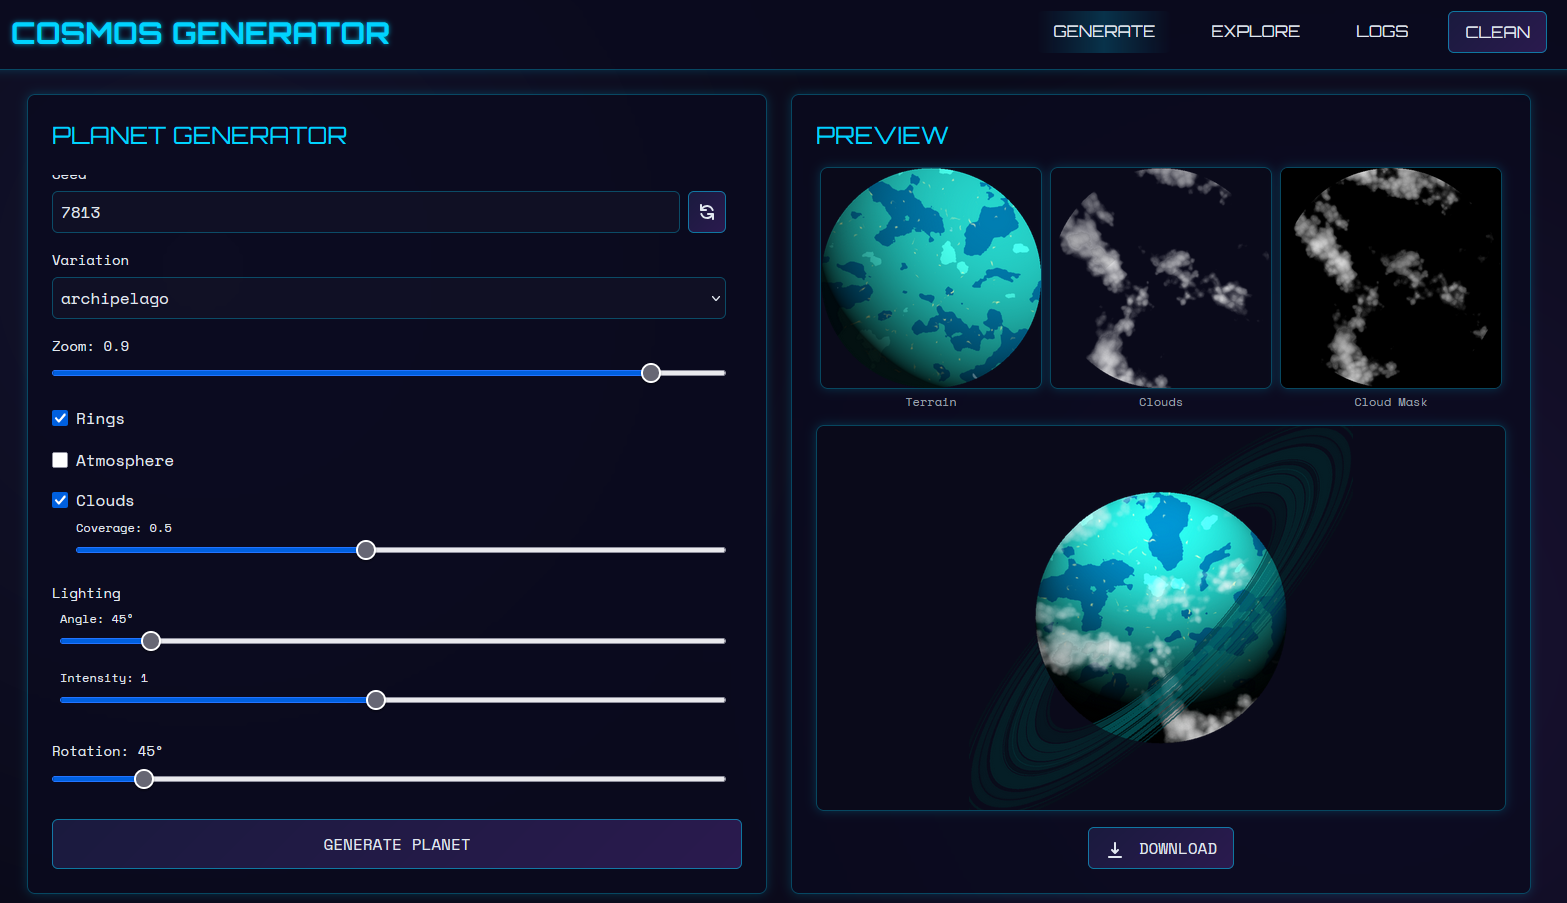 COSMOS GENERATOR
GENERATE EXPLORE LOGS CLEAN
PLANET GENERATOR
Seed
7813
Variation
archipelago
Zoom: 0.9
Rings
Atmosphere
Clouds
Coverage: 0.5
Lighting
Angle: 45°
Intensity: 1
Rotation: 45°
GENERATE PLANET
PREVIEW
Terrain Clouds Cloud Mask
DOWNLOAD